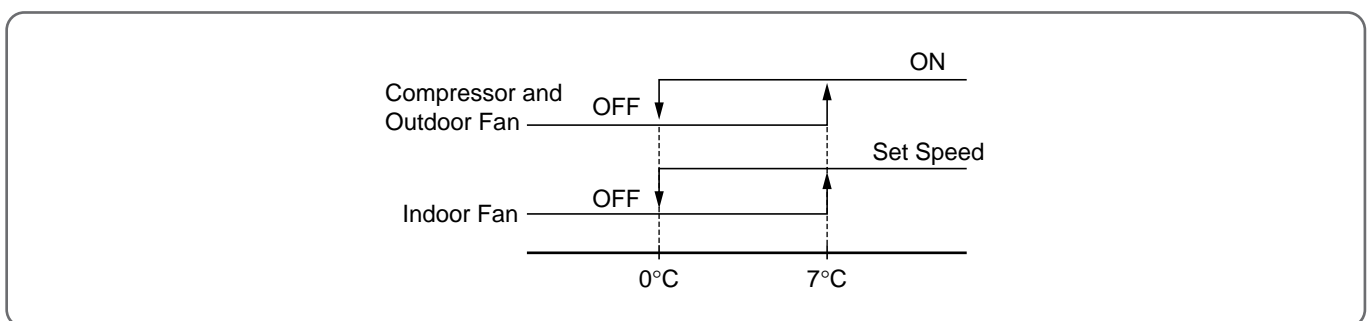 ON
Compressor and
Outdoor Fan
OFF
Set Speed
OFF
Indoor Fan
0°C
7°C